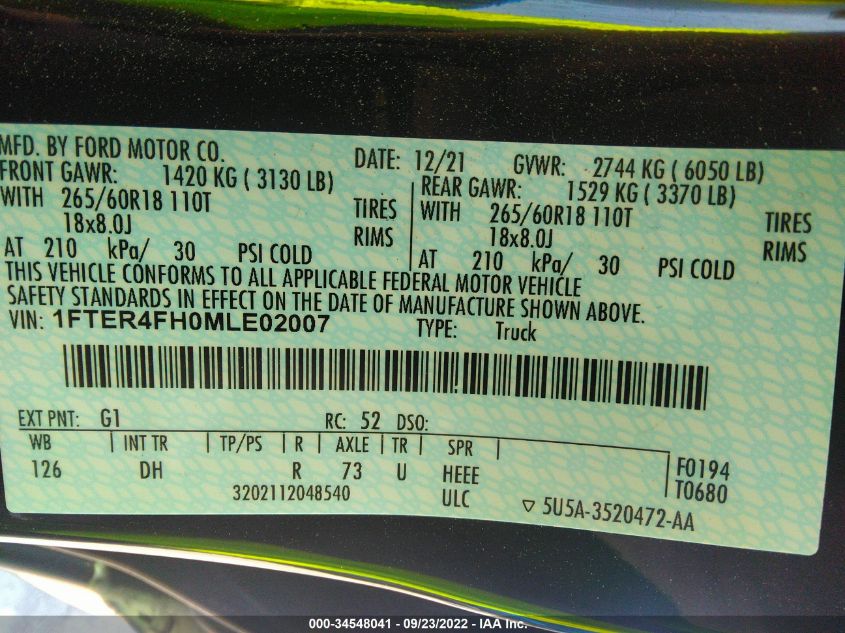 MFD. BY FORD MOTOR CO. DATE: 12/21 GVWR: 2744 KG ( 6050 LB)
FRONT GAWR: 1420 KG ( 3130 LB) REAR GAWR: 1529 KG ( 3370 LB)
WITH 265/60R18 110T TIRES WITH 265/60R18 110T TIRES
18x8.0J RIMS 18x8.0J RIMS
AT 210 kPa/ 30 PSI COLD AT 210 kPa/ 30 PSI COLD
THIS VEHICLE CONFORMS TO ALL APPLICABLE FEDERAL MOTOR VEHICLE
SAFETY STANDARDS IN EFFECT ON THE DATE OF MANUFACTURE SHOWN ABOVE.
VIN: 1FTER4FH0MLE02007 TYPE: Truck
EXT PNT: G1 RC: 52 DSO:
WB INT TR TP/PS R AXLE TR SPR
126 DH R 73 U HEEE F0194
3202112048540 ULC T0680
5U5A-3520472-AA
000-34548041 - 09/23/2022 - IAA Inc.